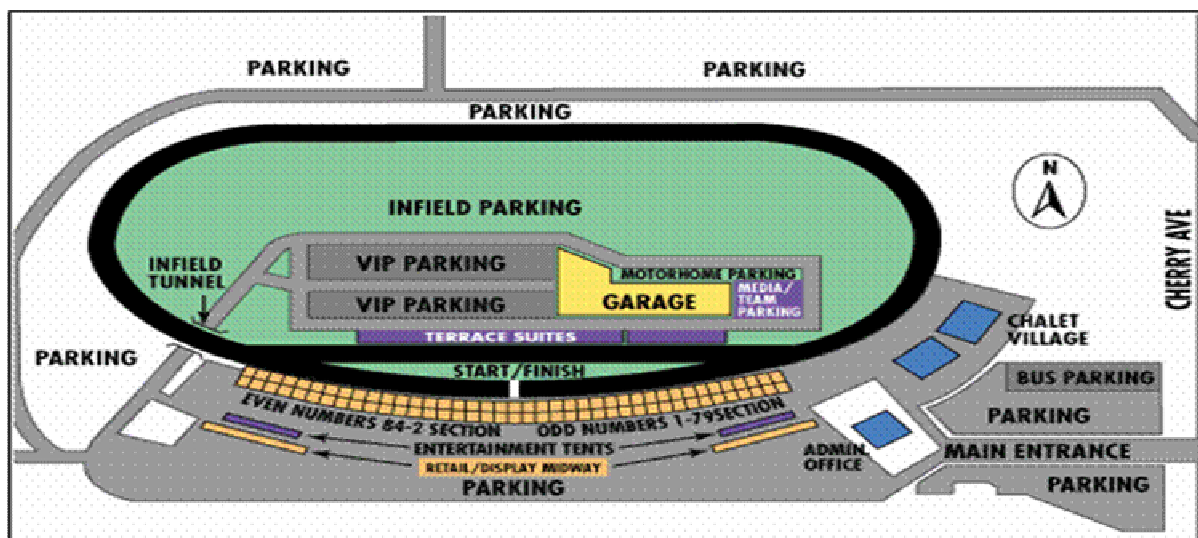 PARKING
PARKING
PARKING
N
CHERRY AVE
INFIELD PARKING
INFIELD
TUNNEL
VIP PARKING
MOTORHOME PARKING
VIP PARKING
GARAGE
MEDIA/
TEAM
PARKING
CHALET
VILLAGE
TERRACE SUITES
PARKING
START/FINISH
BUS PARKING
EVEN NUMBERS 84-2 SECTION
ODD NUMBERS 1-79SECTION
PARKING
ENTERTAINMENT TENTS
ADMIN
OFFICE
MAIN ENTRANCE
RETAIL/DISPLAY MIDWAY
PARKING
PARKING